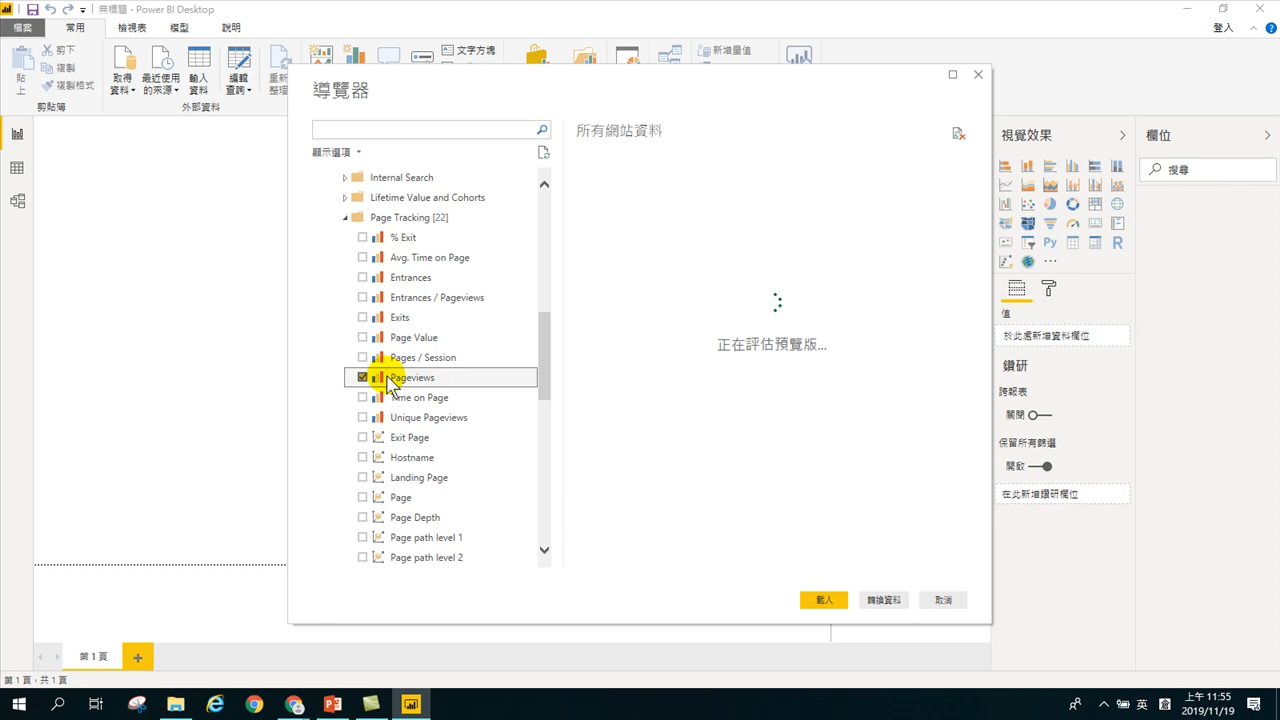 無標題 - Power BI Desktop
檔案
常用
檢視表
模型
說明
登入
貼上
剪下
複製
複製格式
剪貼簿
取得資料
最近使用的來源
輸入資料
編輯查詢
外部資料
文字方塊
新增量值
導覽器
顯示選項
Internal Search
Lifetime Value and Cohorts
Page Tracking [22]
% Exit
Avg. Time on Page
Entrances
Entrances / Pageviews
Exits
Page Value
Pages / Session
Pageviews
Time on Page
Unique Pageviews
Exit Page
Hostname
Landing Page
Page
Page Depth
Page path level 1
Page path level 2
所有網站資料
正在評估預覽版...
載入
轉換資料
取消
視覺效果
Py
R
值
於此處新增資料欄位
鑽研
跨報表
關閉
保留所有篩選
開啟
在此新增鑽研欄位
欄位
搜尋
第 1 頁
第 1 頁，共 1 頁
英
上午 11:55
2019/11/19